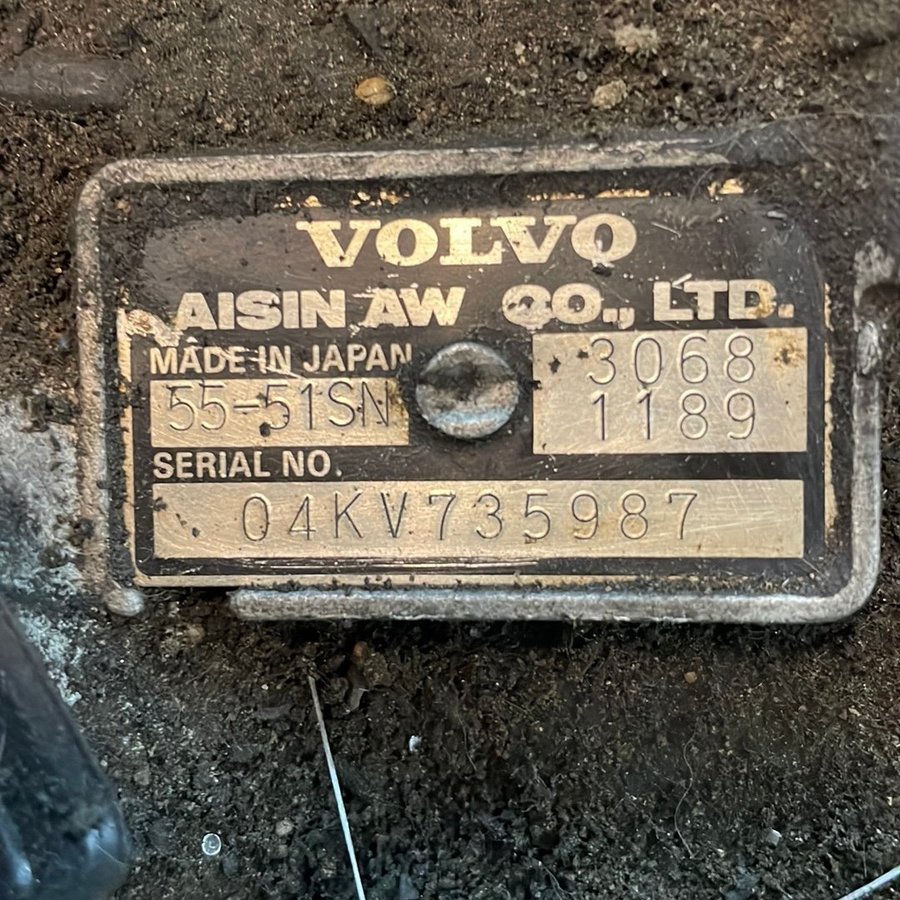 VOLVO
AISIN AW CO., LTD.
MADE IN JAPAN
55-51SN
3068
1189
SERIAL NO.
04KV735987